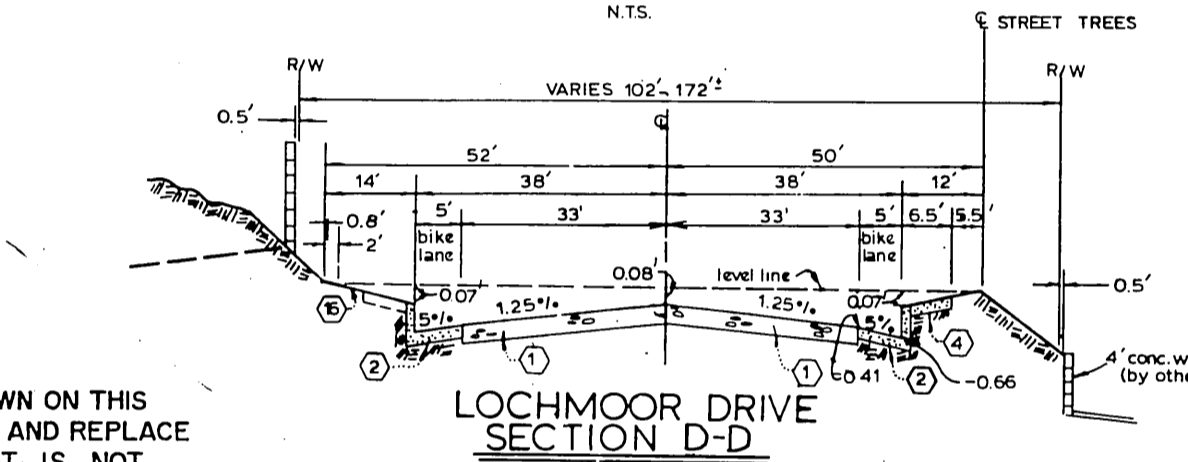 N.T.S.
℄ STREET TREES
R/W
R/W
VARIES 102'-172'±
0.5'
℄
52'
50'
14'
38'
38'
12'
5'
33'
33'
5'
6.5'
5.5'
0.8'
2'
bike
lane
bike
lane
0.08'
level line
0.5'
0.07'
1.25%
1.25%
0.07'
16
5%
5%
4
2
1
1
0.41
2
-0.66
4' conc. w
(by othe
WN ON THIS
AND REPLACE
T. IS NOT
LOCHMOOR DRIVE
SECTION D-D